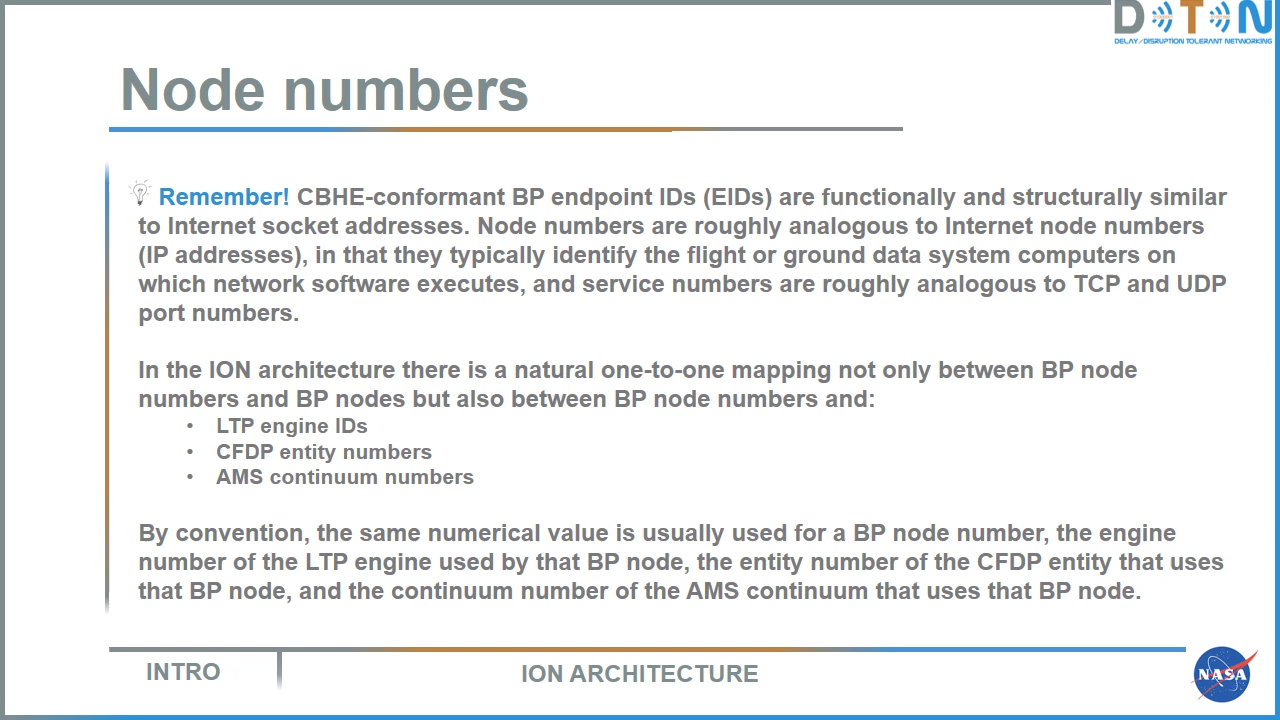 DTN
DELAY/DISRUPTION TOLERANT NETWORKING
Node numbers
Remember! CBHE-conformant BP endpoint IDs (EIDs) are functionally and structurally similar
to Internet socket addresses. Node numbers are roughly analogous to Internet node numbers
(IP addresses), in that they typically identify the flight or ground data system computers on
which network software executes, and service numbers are roughly analogous to TCP and UDP
port numbers.
In the ION architecture there is a natural one-to-one mapping not only between BP node
numbers and BP nodes but also between BP node numbers and:
• LTP engine IDs
• CFDP entity numbers
• AMS continuum numbers
By convention, the same numerical value is usually used for a BP node number, the engine
number of the LTP engine used by that BP node, the entity number of the CFDP entity that uses
that BP node, and the continuum number of the AMS continuum that uses that BP node.
INTRO
ION ARCHITECTURE
NASA